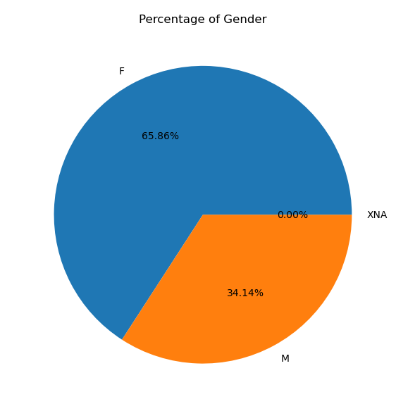 Percentage of Gender
F
65.86%
0.00%
XNA
34.14%
M